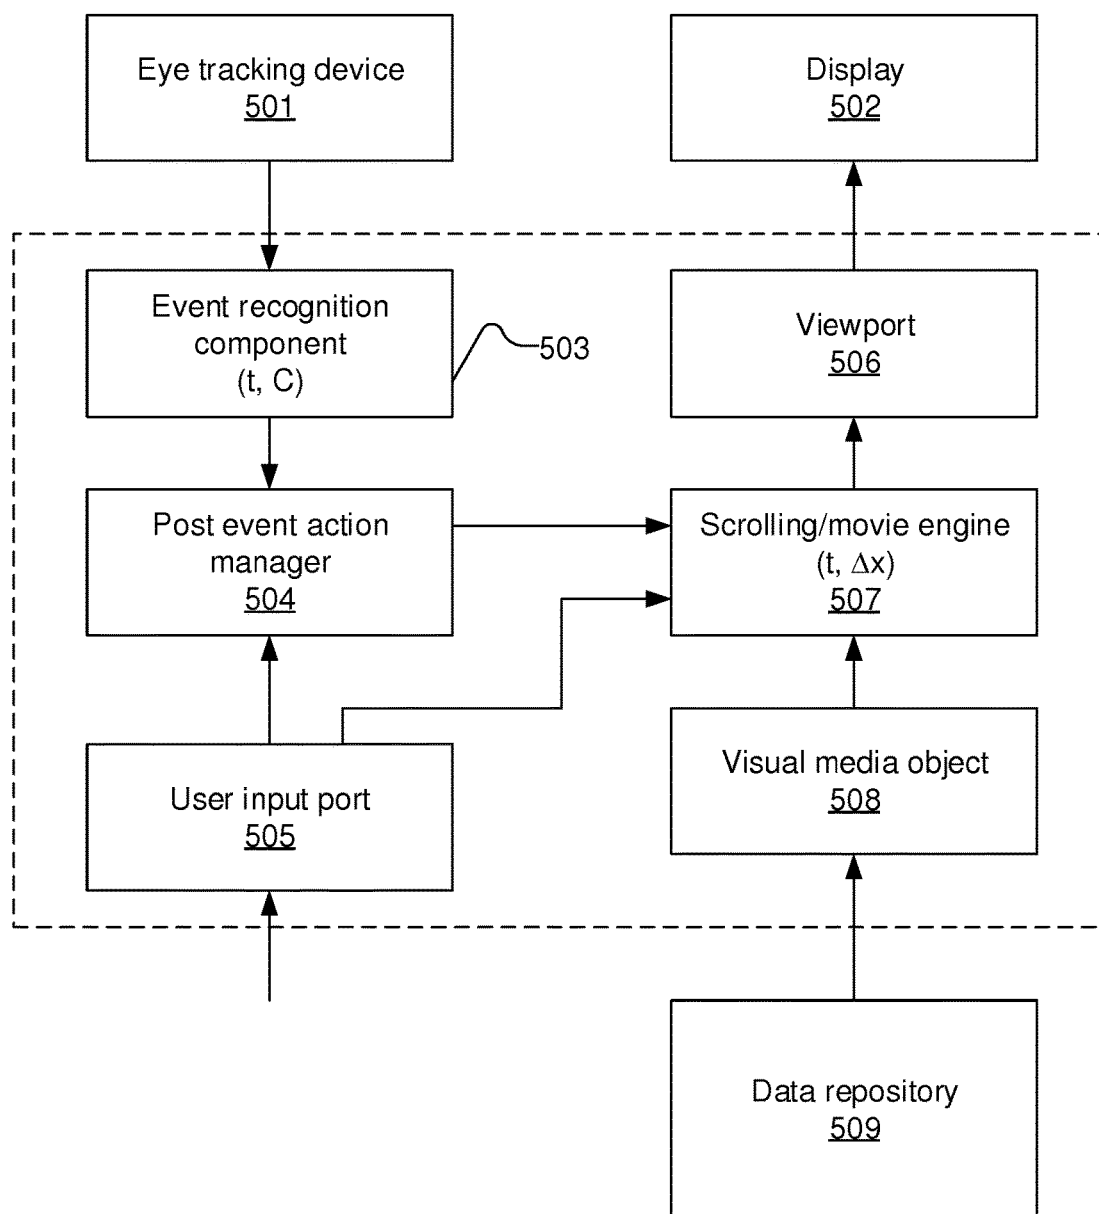 Eye tracking device
501
Display
502
Event recognition
component
(t, C)
503
Viewport
506
Post event action
manager
504
Scrolling/movie engine
(t, Δx)
507
User input port
505
Visual media object
508
Data repository
509